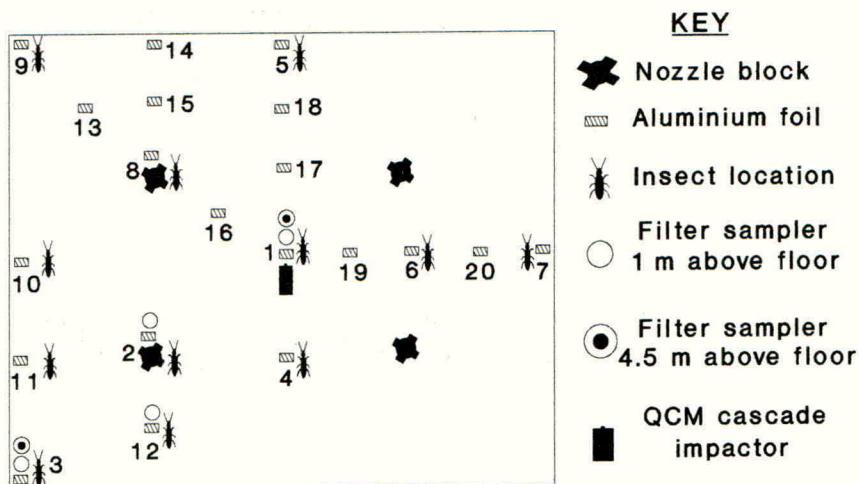 KEY
Nozzle block
Aluminium foil
Insect location
Filter sampler
1 m above floor
Filter sampler
4.5 m above floor
QCM cascade
impactor
9
14
5
13
15
18
8
17
16
1
10
19
6
20
7
2
11
4
12
3